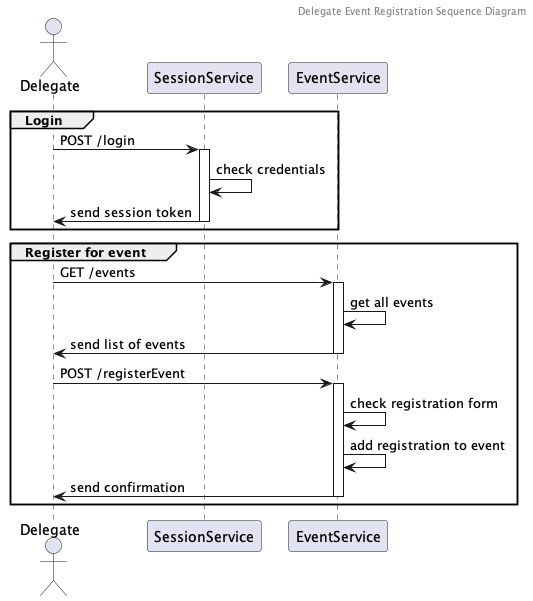 Delegate Event Registration Sequence Diagram
Delegate
SessionService
EventService
Login
POST /login
check credentials
send session token
Register for event
GET /events
get all events
send list of events
POST /registerEvent
check registration form
add registration to event
send confirmation
Delegate
SessionService
EventService